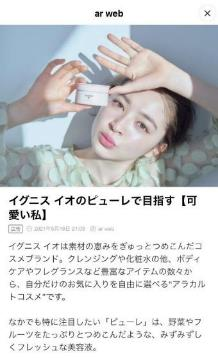 ar web
イグニス イオのピューレで目指す【可
愛い私】
2021年5月19日 21:00 ar web
イグニス イオは素材の恵みをぎゅっとつめこんだコ
スメブランド。クレンジングや化粧水の他、ボディ
ケアやフレグランスなど豊富なアイテムの数々か
ら、自分だけのお気に入りを自由に選べる“アラカル
トコスメ”です。
なかでも特に注目したい「ピューレ」は、野菜やフ
ルーツをたっぷりとつめこんだような、みずみずし
くフレッシュな美容液。